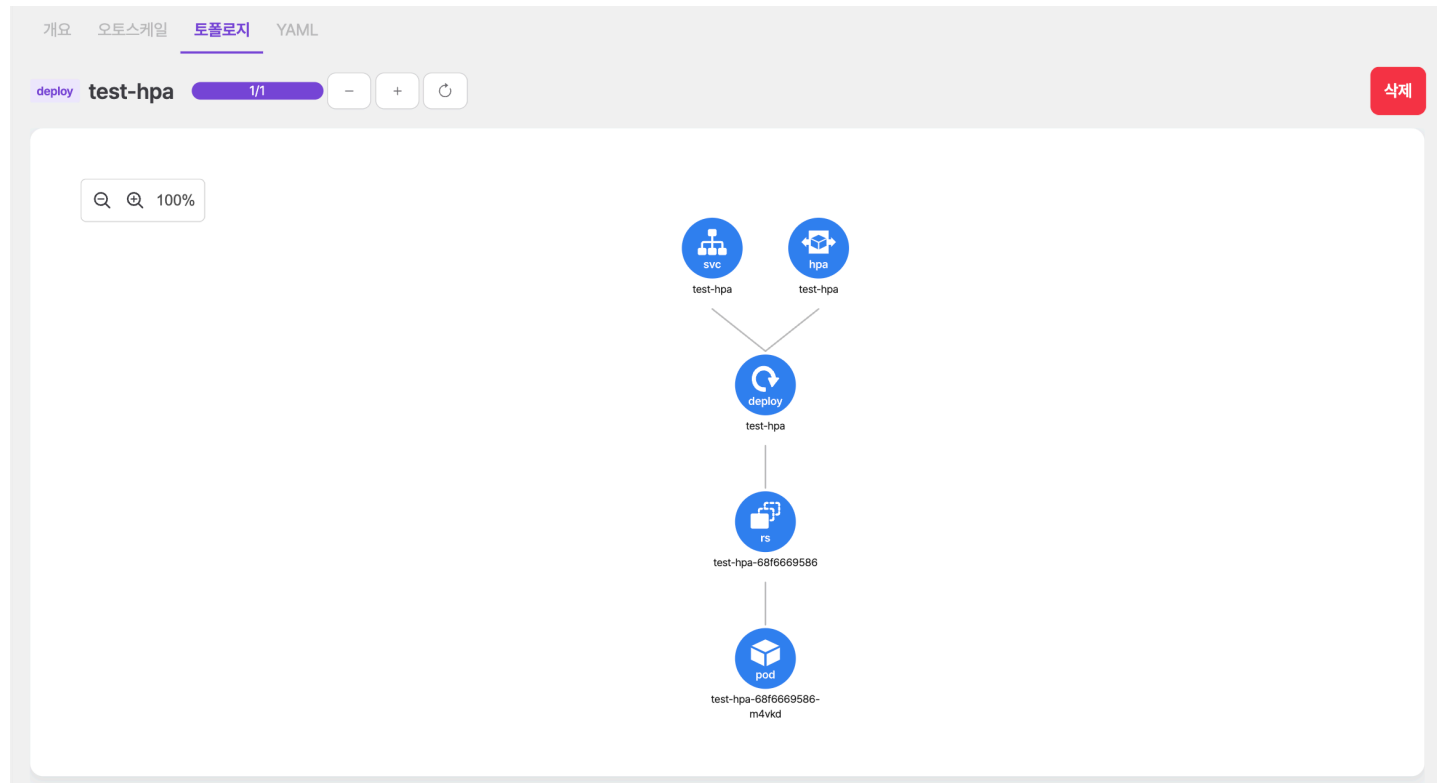 개요 오토스케일 토폴로지 YAML
deploy test-hpa 1/1 - + 삭제
100%
svc hpa
test-hpa test-hpa
deploy
test-hpa
rs
test-hpa-68f6669586
pod
test-hpa-68f6669586-
m4vkd